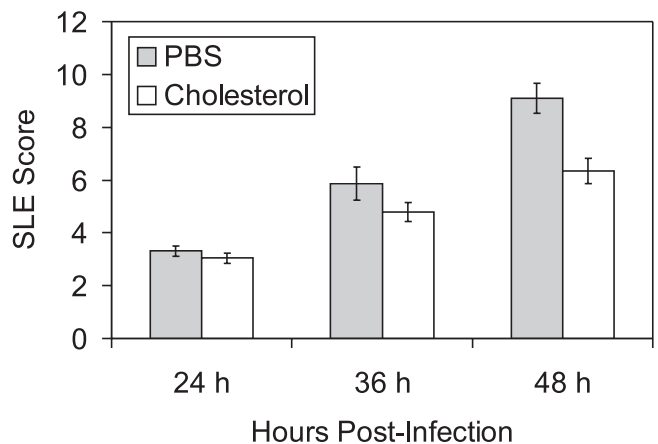 PBS
Cholesterol
SLE Score
12
10
8
6
4
2
0
24 h 36 h 48 h
Hours Post-Infection